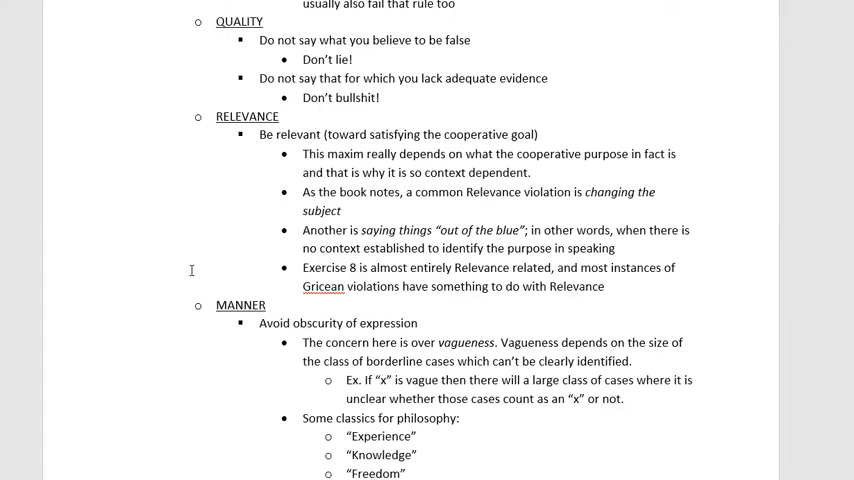 usually also fail that rule too
o QUALITY
▪ Do not say what you believe to be false
• Don’t lie!
▪ Do not say that for which you lack adequate evidence
• Don’t bullshit!
o RELEVANCE
▪ Be relevant (toward satisfying the cooperative goal)
• This maxim really depends on what the cooperative purpose in fact is
and that is why it is so context dependent.
• As the book notes, a common Relevance violation is changing the
subject
• Another is saying things “out of the blue”; in other words, when there is
no context established to identify the purpose in speaking
• Exercise 8 is almost entirely Relevance related, and most instances of
Gricean violations have something to do with Relevance
o MANNER
▪ Avoid obscurity of expression
• The concern here is over vagueness. Vagueness depends on the size of
the class of borderline cases which can’t be clearly identified.
o Ex. If “x” is vague then there will a large class of cases where it is
unclear whether those cases count as an “x” or not.
• Some classics for philosophy:
o “Experience”
o “Knowledge”
o “Freedom”